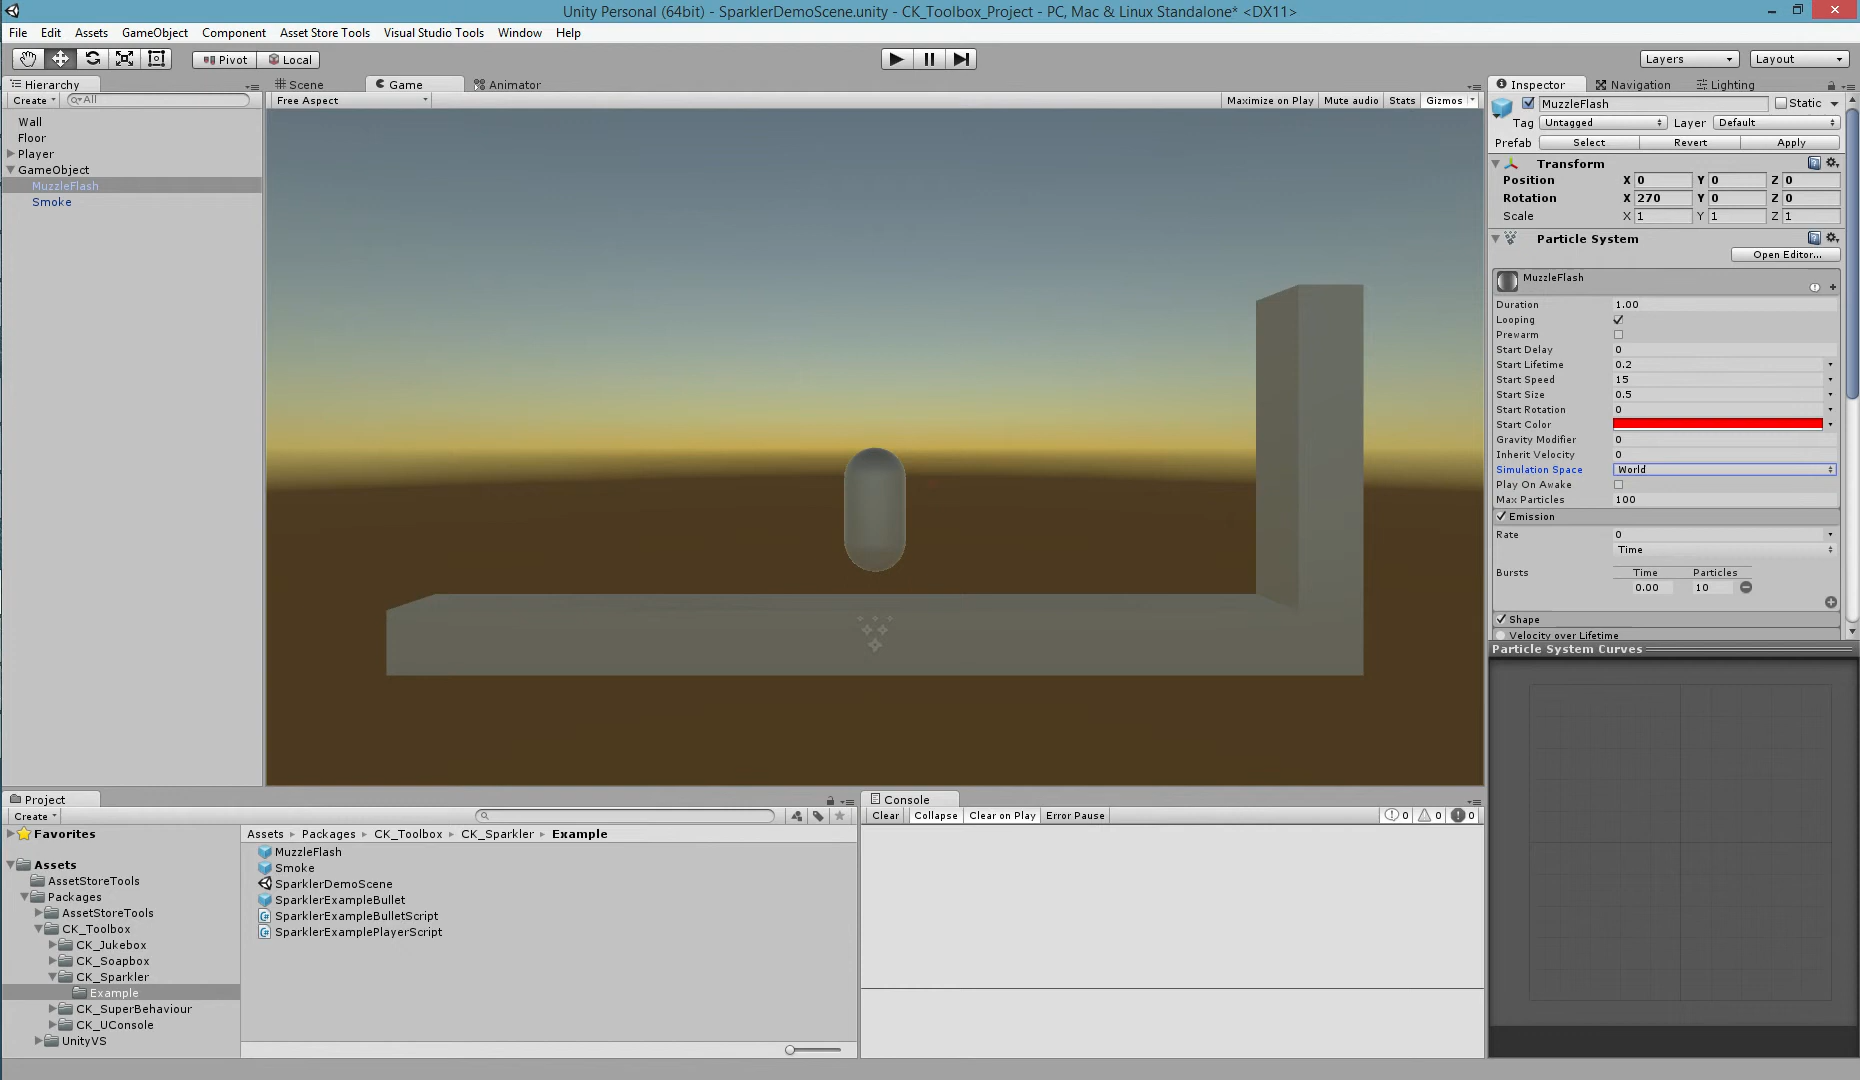 Unity Personal (64bit) - SparklerDemoScene.unity - CK_Toolbox_Project - PC, Mac & Linux Standalone* <DX11>
File Edit Assets GameObject Component Asset Store Tools Visual Studio Tools Window Help
Pivot Local Layers Layout
Hierarchy
Create All
Wall
Floor
Player
GameObject
MuzzleFlash
Smoke
Scene Game Animator
Free Aspect Maximize on Play Mute audio Stats Gizmos
Inspector Navigation Lighting
MuzzleFlash Static
Tag Untagged Layer Default
Prefab Select Revert Apply
Transform
Position X 0 Y 0 Z 0
Rotation X 270 Y 0 Z 0
Scale X 1 Y 1 Z 1
Particle System
Open Editor...
MuzzleFlash
Duration 1.00
Looping
Prewarm
Start Delay 0
Start Lifetime 0.2
Start Speed 15
Start Size 0.5
Start Rotation 0
Start Color
Gravity Modifier 0
Inherit Velocity 0
Simulation Space World
Play On Awake
Max Particles 100
Emission
Rate 0
Time
Bursts Time Particles
0.00 10
Shape
Velocity over Lifetime
Particle System Curves
Project
Create
Favorites
Assets
AssetStoreTools
Packages
AssetStoreTools
CK_Toolbox
CK_Jukebox
CK_Soapbox
CK_Sparkler
Example
CK_SuperBehaviour
CK_UConsole
UnityVS
Assets Packages CK_Toolbox CK_Sparkler Example
MuzzleFlash
Smoke
SparklerDemoScene
SparklerExampleBullet
SparklerExampleBulletScript
SparklerExamplePlayerScript
Console
Clear Collapse Clear on Play Error Pause 0 0 0